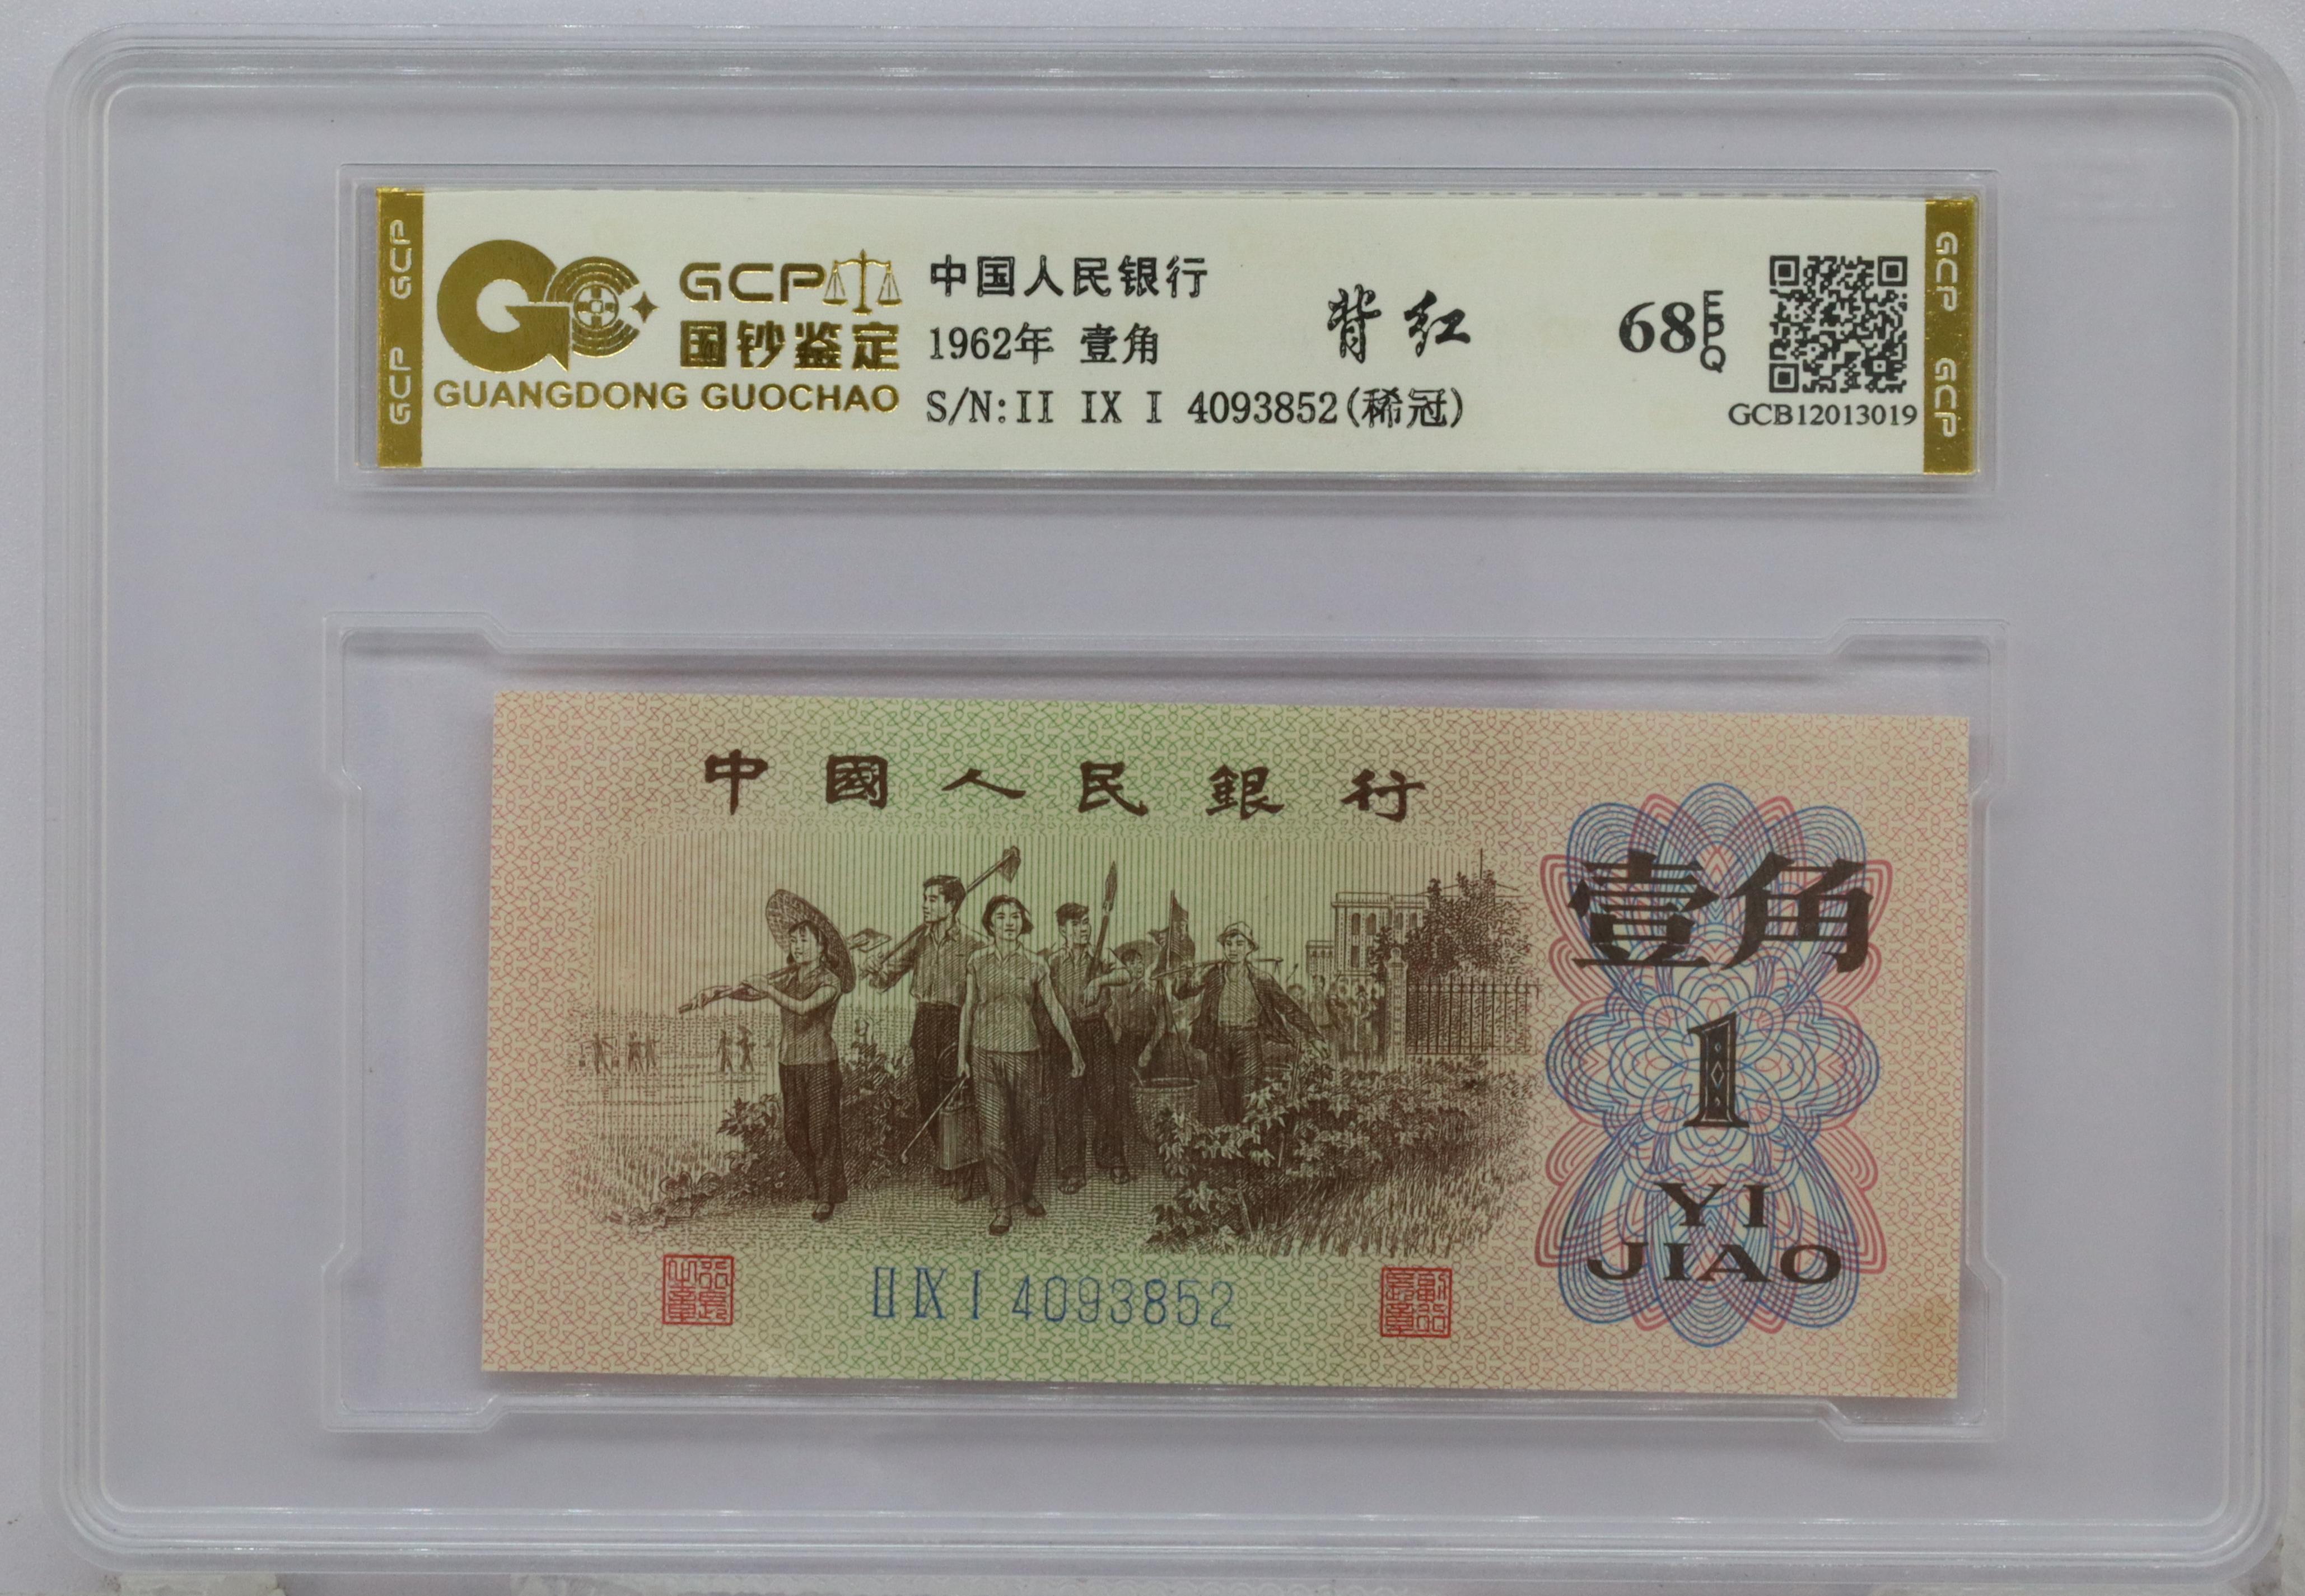 GCP
国钞鉴定
GUANGDONG GUOCHAO
中国人民银行
1962年 壹角
S/N:II IX I 4093852(稀冠)
背红
68 EPQ
GCB12013019
GCP GCP
GCP GCP
中國人民銀行
壹角
1
YI
JIAO
II IX I 4093852